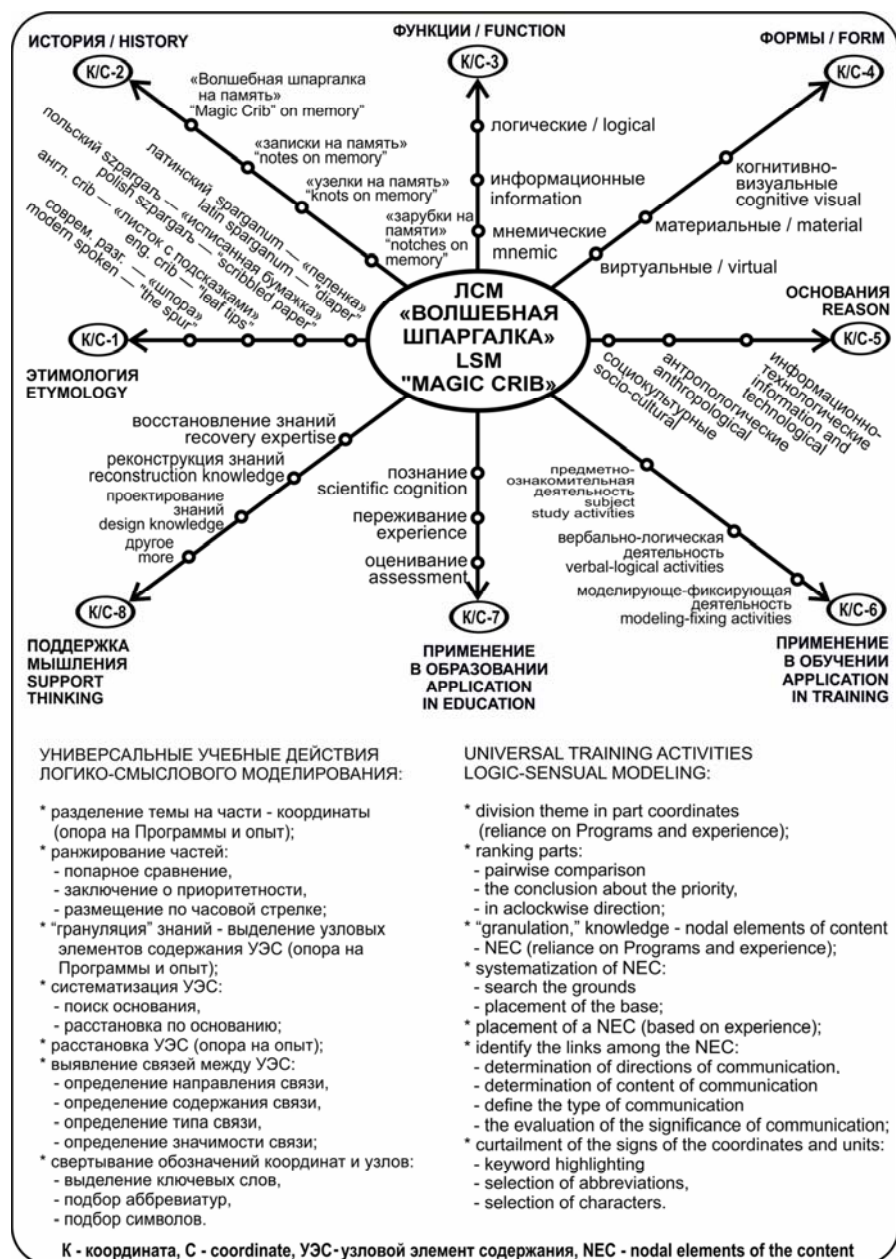 ИСТОРИЯ / HISTORY
К/С-2
ФУНКЦИИ / FUNCTION
К/С-3
ФОРМЫ / FORM
К/С-4
«Волшебная шпаргалка
на память»
“Magic Crib” on memory”
«записки на память»
“notes on memory”
«узелки на память»
“knots on memory”
«зарубки на
памяти»
“notches on
memory”
логические / logical
информационные
information
мнемические
mnemic
когнитивно-
визуальные
cognitive visual
материальные / material
виртуальные / virtual
латинский sparganum — «пеленка»
latin sparganum — "diaper”
польский szpargał — «исписанная бумажка»
polish szpargał — “scribbled paper”
англ. crib — «листок с подсказками»
eng. crib — "leaf tips"
соврем. разг. — «шпора»
modern spoken — "the spur”
К/С-1
ЭТИМОЛОГИЯ
ETYMOLOGY
ЛСМ
«ВОЛШЕБНАЯ
ШПАРГАЛКА»
LSM
"MAGIC CRIB»
ОСНОВАНИЯ
REASON
К/С-5
социокультурные
socio-cultural
антропологические
anthropological
информационно-
технологические
information and
technological
восстановление знаний
recovery expertise
реконструкция знаний
reconstruction knowledge
проектирование
знаний
design knowledge
другое
more
К/С-8
ПОДДЕРЖКА
МЫШЛЕНИЯ
SUPPORT
THINKING
познание
scientific cognition
переживание
experience
оценивание
assessment
К/С-7
ПРИМЕНЕНИЕ
В ОБРАЗОВАНИИ
APPLICATION
IN EDUCATION
предметно-
ознакомительная
деятельность
subject
study activities
вербально-логическая
деятельность
verbal-logical activities
моделирующе-фиксирующая
деятельность
modeling-fixing activities
К/С-6
ПРИМЕНЕНИЕ
В ОБУЧЕНИИ
APPLICATION
IN TRAINING
УНИВЕРСАЛЬНЫЕ УЧЕБНЫЕ ДЕЙСТВИЯ
ЛОГИКО-СМЫСЛОВОГО МОДЕЛИРОВАНИЯ:
* разделение темы на части - координаты
(опора на Программы и опыт);
* ранжирование частей:
- попарное сравнение,
- заключение о приоритетности,
- размещение по часовой стрелке;
* “грануляция” знаний - выделение узловых
элементов содержания УЭС (опора на
Программы и опыт);
* систематизация УЭС:
- поиск основания,
- расстановка по основанию;
* расстановка УЭС (опора на опыт);
* выявление связей между УЭС:
- определение направления связи,
- определение содержания связи,
- определение типа связи,
- определение значимости связи;
* свертывание обозначений координат и узлов:
- выделение ключевых слов,
- подбор аббревиатур,
- подбор символов.
UNIVERSAL TRAINING ACTIVITIES
LOGIC-SENSUAL MODELING:
* division theme in part coordinates
(reliance on Programs and experience);
* ranking parts:
- pairwise comparison
- the conclusion about the priority,
- in aclockwise direction;
* “granulation,” knowledge - nodal elements of content
- NEC (reliance on Programs and experience);
* systematization of NEC:
- search the grounds
- placement of the base;
* placement of a NEC (based on experience);
* identify the links among the NEC:
- determination of directions of communication,
- determination of content of communication
- define the type of communication
- the evaluation of the significance of communication;
* curtailment of the signs of the coordinates and units:
- keyword highlighting
- selection of abbreviations,
- selection of characters.
К - координата, С - coordinate, УЭС - узловой элемент содержания, NEC - nodal elements of the content